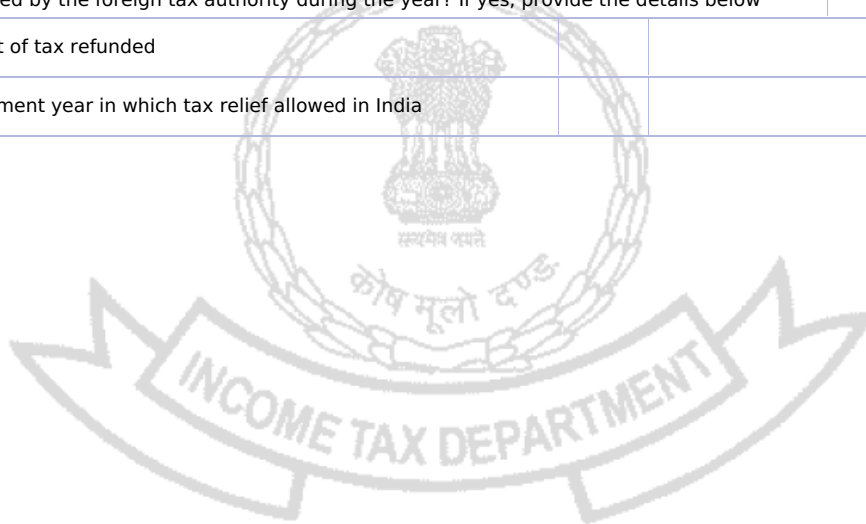 ed by the foreign tax authority during the year? If yes, provide the details below
t of tax refunded
ment year in which tax relief allowed in India
सत्यमेव जयते
कोष मूलो दण्ड:
INCOME TAX DEPARTMENT